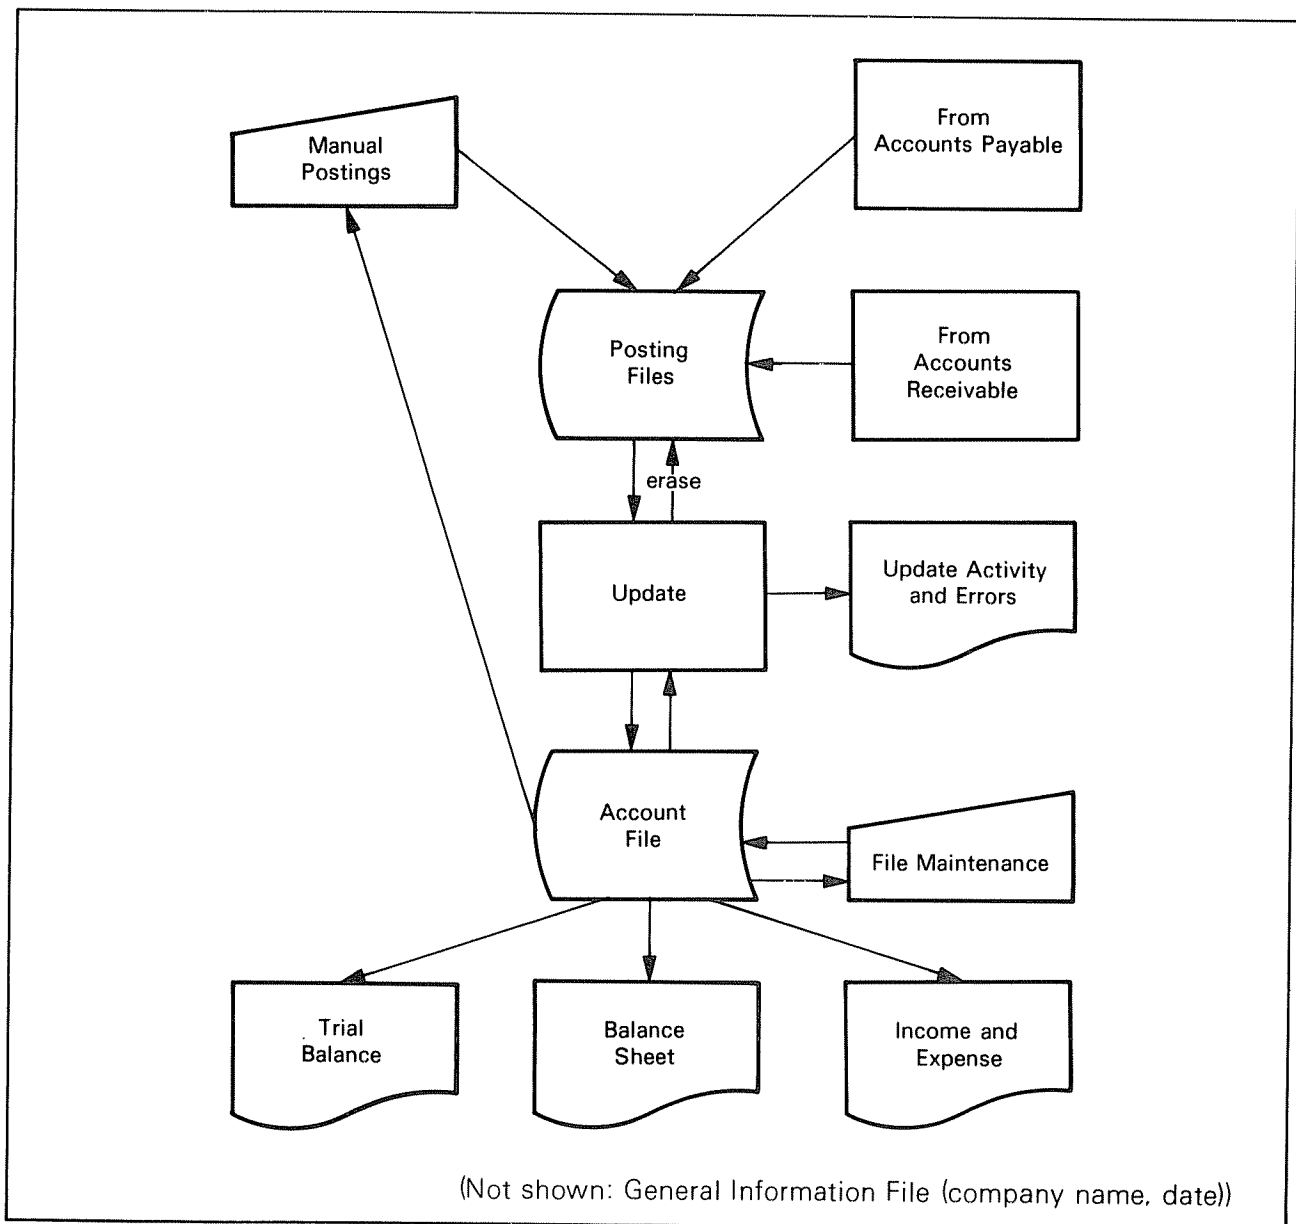 From
Accounts Payable
Manual
Postings
Posting
Files
From
Accounts
Receivable
erase
Update
Update Activity
and Errors
Account
File
File Maintenance
Trial
Balance
Balance
Sheet
Income and
Expense
(Not shown: General Information File (company name, date))